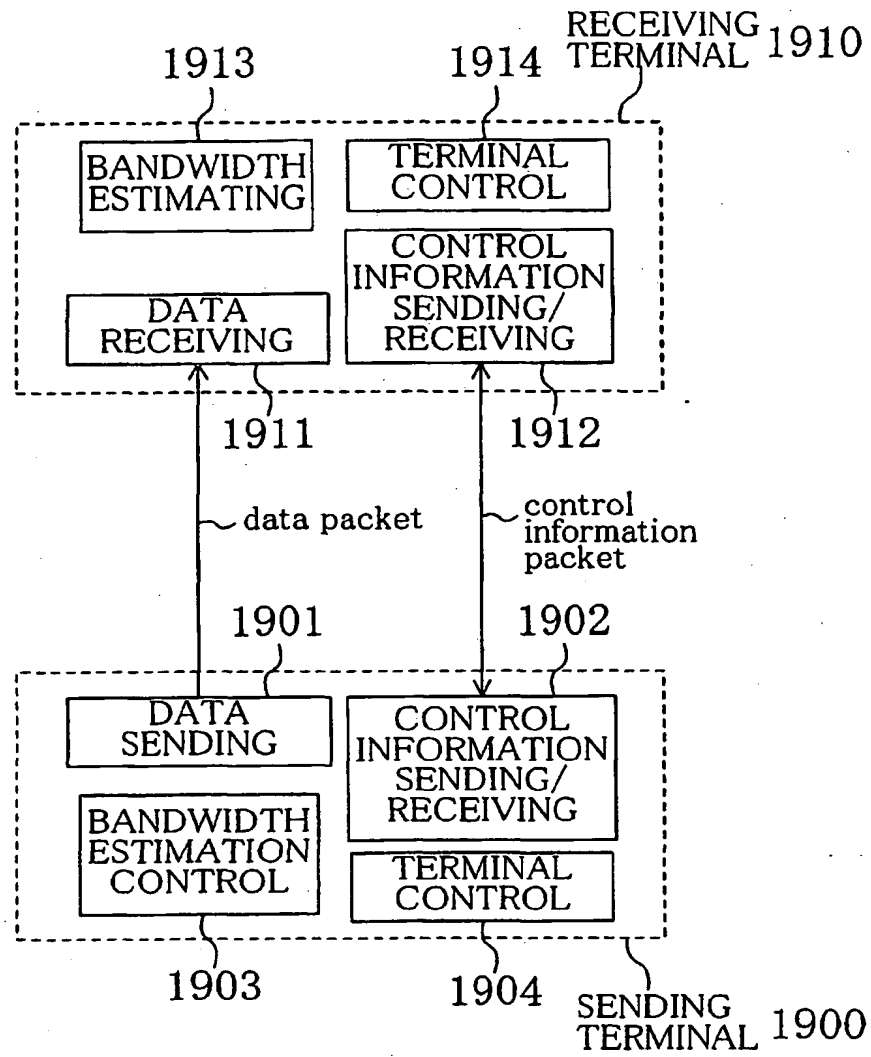 RECEIVING
TERMINAL 1910
1913
1914
BANDWIDTH
ESTIMATING
TERMINAL
CONTROL
CONTROL
INFORMATION
SENDING/
RECEIVING
DATA
RECEIVING
1911
1912
data packet
control
information
packet
1901
1902
DATA
SENDING
CONTROL
INFORMATION
SENDING/
RECEIVING
BANDWIDTH
ESTIMATION
CONTROL
TERMINAL
CONTROL
1903
1904
SENDING
TERMINAL 1900